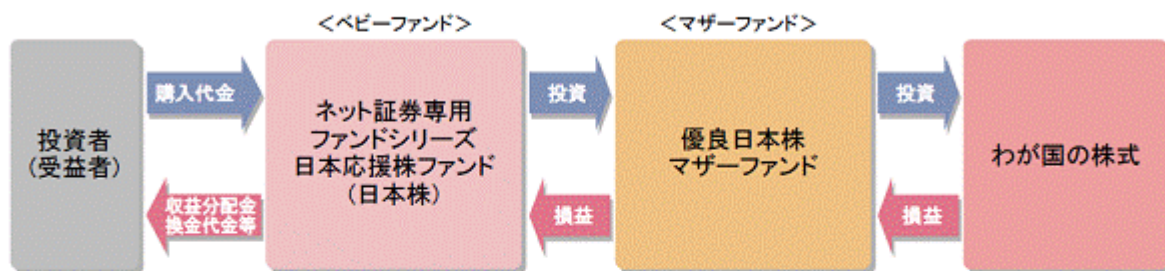 ＜ベビーファンド＞
＜マザーファンド＞
投資者
(受益者)
購入代金
収益分配金
換金代金等
ネット証券専用
ファンドシリーズ
日本応援株ファンド
(日本株)
投資
損益
優良日本株
マザーファンド
投資
損益
わが国の株式